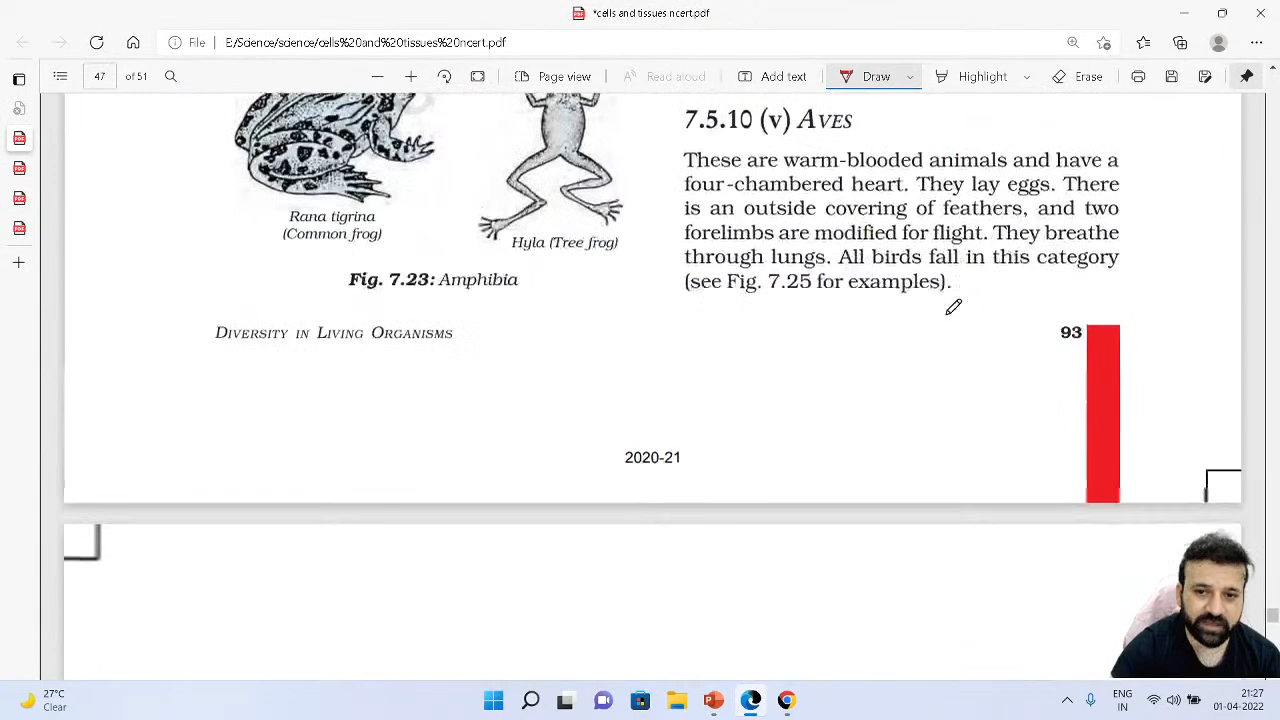 *cells and tissues ncert.pdf
File
E:/Science/science/cells%20and%20tissues%20ncert.pdf
47
Page view
Read aloud
Add text
Draw
Highlight
Erase
Rana tigrina
(Common frog)
Hyla (Tree frog)
Fig. 7.23: Amphibia
DIVERSITY IN LIVING ORGANISMS
7.5.10 (v) AVES
These are warm-blooded animals and have a
four-chambered heart. They lay eggs. There
is an outside covering of feathers, and two
forelimbs are modified for flight. They breathe
through lungs. All birds fall in this category
(see Fig. 7.25 for examples).
93
2020-21
27°C
Clear
ENG
IN
21:27
01-04-2022